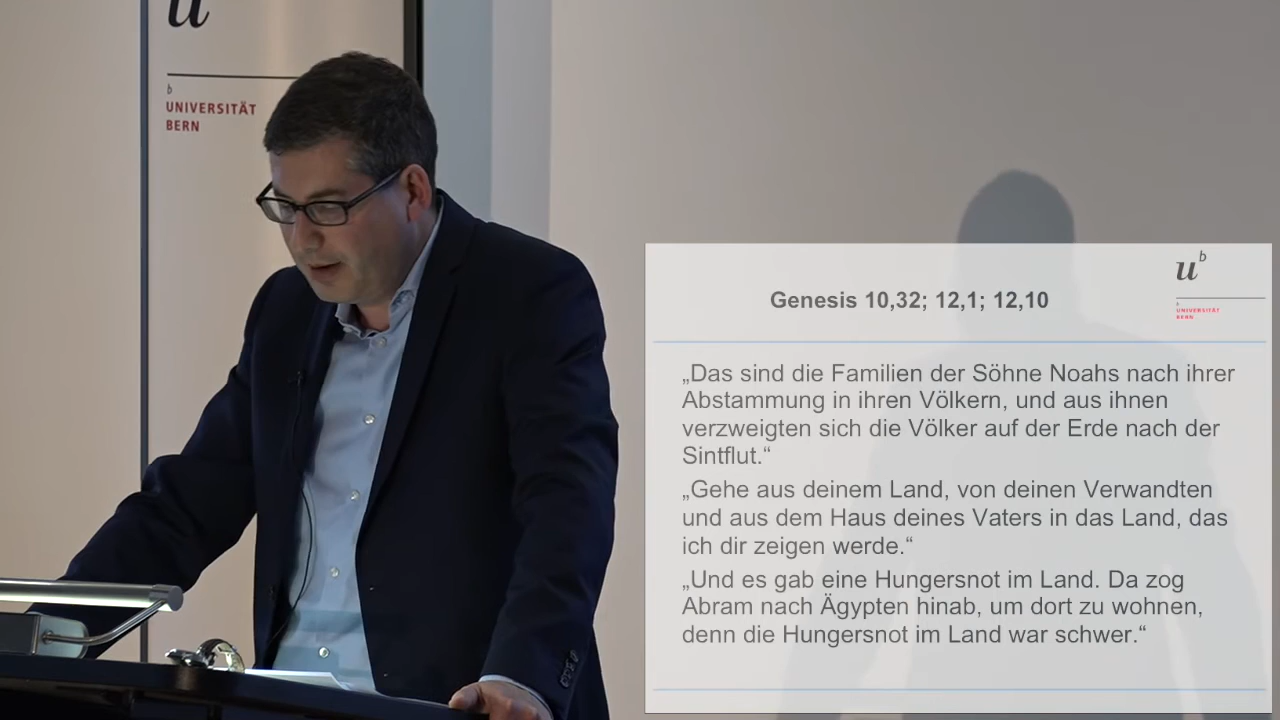 u
b
UNIVERSITÄT
BERN
u b
Genesis 10,32; 12,1; 12,10
b
UNIVERSITÄT
BERN
„Das sind die Familien der Söhne Noahs nach ihrer
Abstammung in ihren Völkern, und aus ihnen
verzweigten sich die Völker auf der Erde nach der
Sintflut.“
„Gehe aus deinem Land, von deinen Verwandten
und aus dem Haus deines Vaters in das Land, das
ich dir zeigen werde.“
„Und es gab eine Hungersnot im Land. Da zog
Abram nach Ägypten hinab, um dort zu wohnen,
denn die Hungersnot im Land war schwer.“